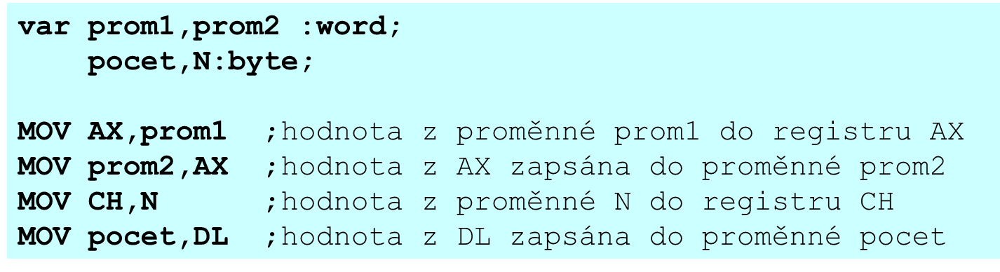 var prom1,prom2 :word;
    pocet,N:byte;
MOV AX,prom1  ;hodnota z proměnné prom1 do registru AX
MOV prom2,AX  ;hodnota z AX zapsána do proměnné prom2
MOV CH,N      ;hodnota z proměnné N do registru CH
MOV pocet,DL  ;hodnota z DL zapsána do proměnné pocet